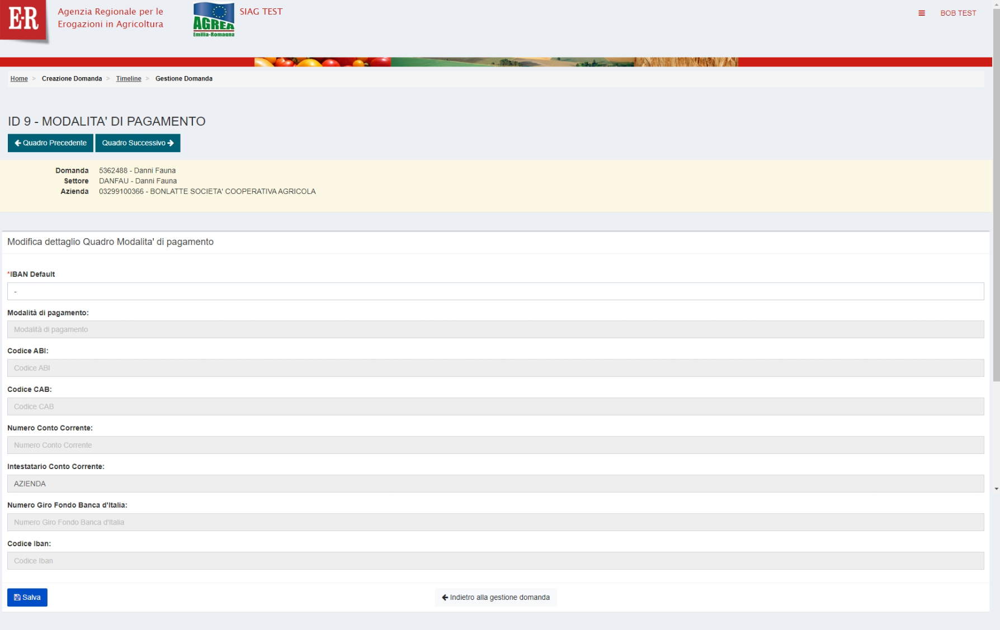 E-R
Agenzia Regionale per le
Erogazioni in Agricoltura
AGREA
Emilia-Romagna
SIAG TEST
BOB TEST
Home > Creazione Domanda > Timeline > Gestione Domanda
ID 9 - MODALITA' DI PAGAMENTO
Quadro Precedente
Quadro Successivo
Domanda 5362488 - Danni Fauna
Settore DANFAU - Danni Fauna
Azienda 03299100366 - BONLATTE SOCIETA' COOPERATIVA AGRICOLA
Modifica dettaglio Quadro Modalita' di pagamento
*IBAN Default
-
Modalità di pagamento:
Modalità di pagamento
Codice ABI:
Codice ABI
Codice CAB:
Codice CAB
Numero Conto Corrente:
Numero Conto Corrente
Intestatario Conto Corrente:
AZIENDA
Numero Giro Fondo Banca d'Italia:
Numero Giro Fondo Banca d'Italia
Codice Iban:
Codice Iban
Salva
Indietro alla gestione domanda